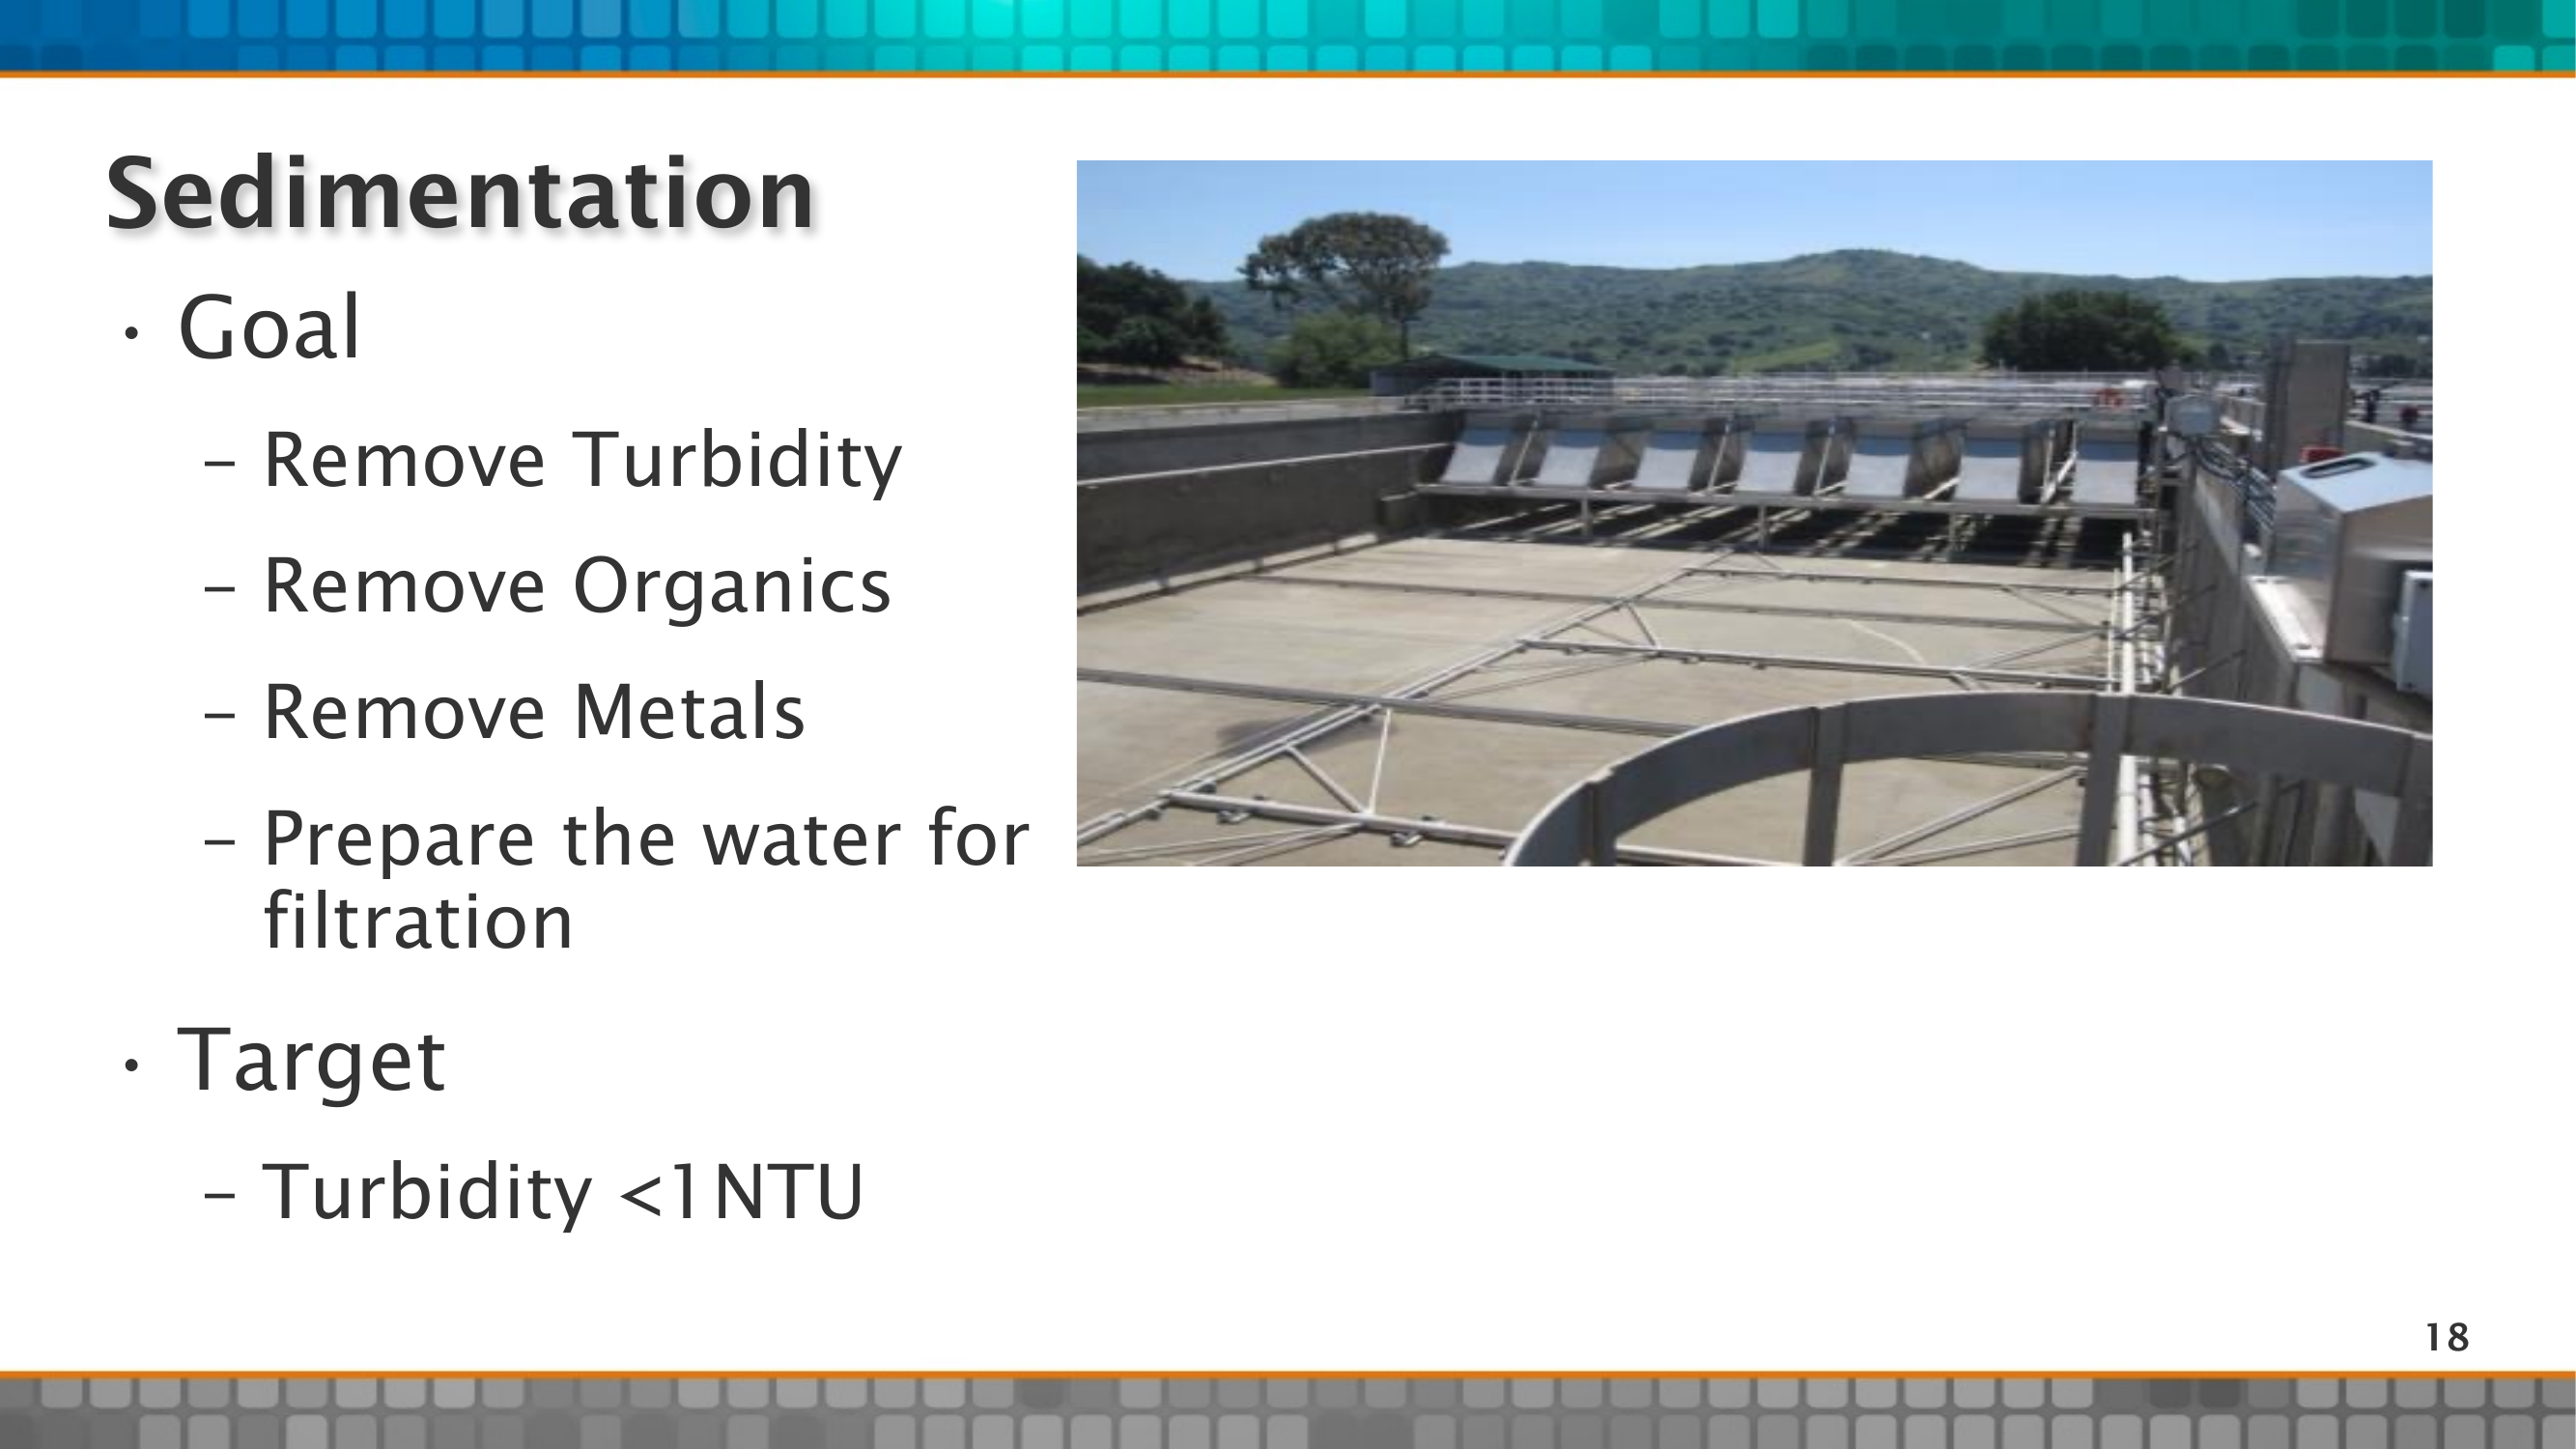 Sedimentation
• Goal
– Remove Turbidity
– Remove Organics
– Remove Metals
– Prepare the water for
filtration
• Target
– Turbidity <1NTU
18